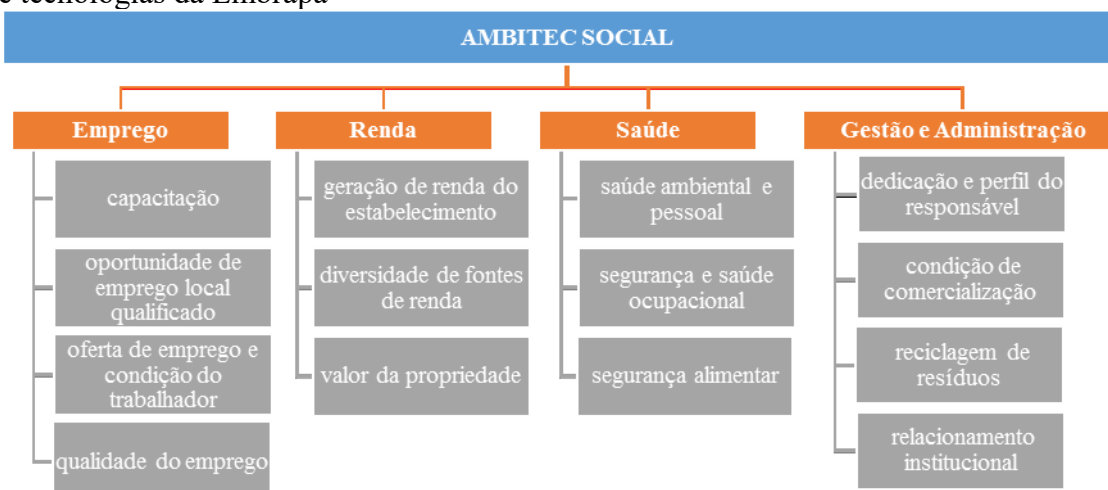 tecnologias da Embrapa
AMBITEC SOCIAL
Emprego
capacitação
oportunidade de
emprego local
qualificado
oferta de emprego e
condição do
trabalhador
qualidade do emprego
Renda
geração de renda do
estabelecimento
diversidade de fontes
de renda
valor da propriedade
Saúde
saúde ambiental e
pessoal
segurança e saúde
ocupacional
segurança alimentar
Gestão e Administração
dedicação e perfil do
responsável
condição de
comercialização
reciclagem de
resíduos
relacionamento
institucional